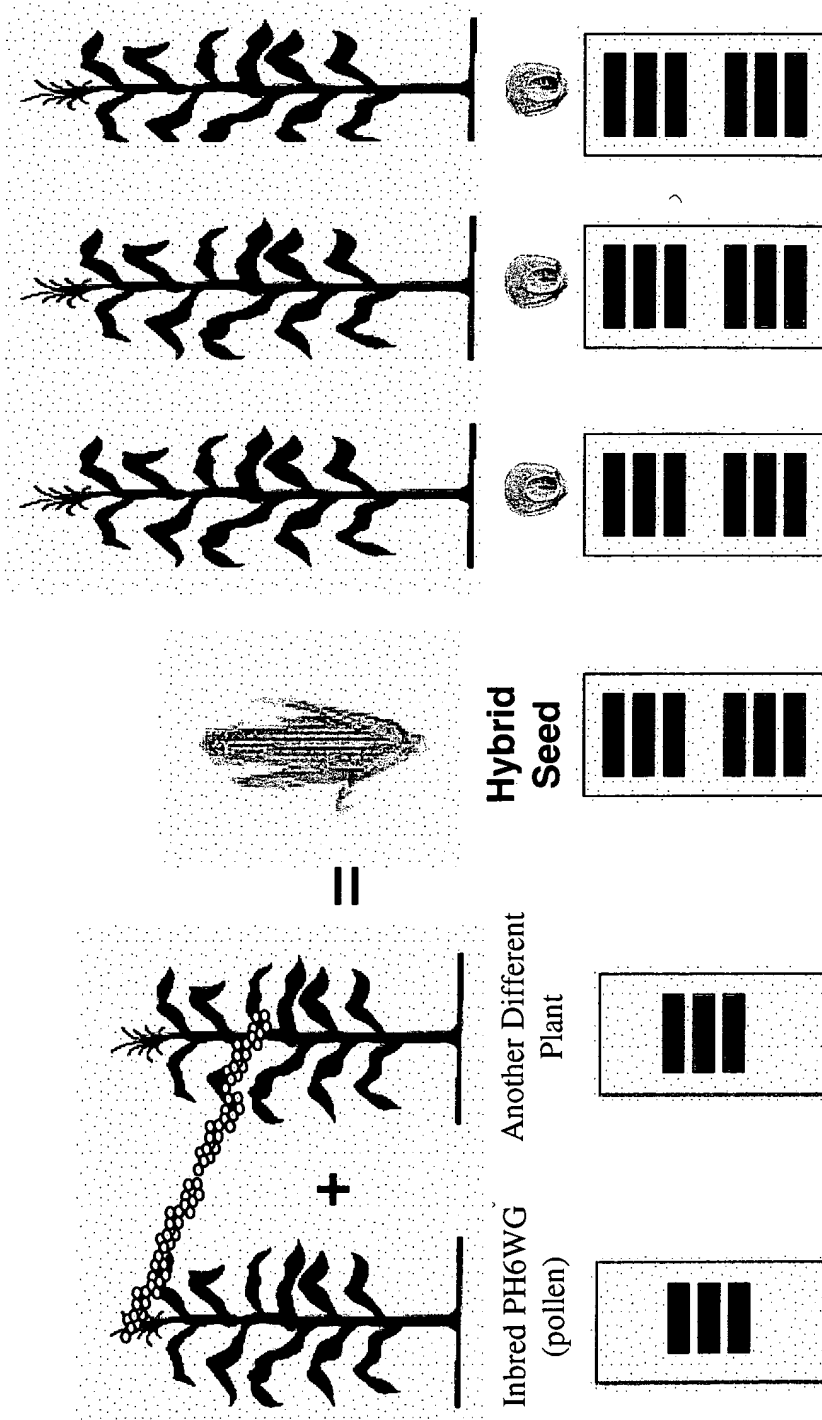 Inbred PH6WG
(pollen)
+
Another Different
Plant
=
Hybrid
Seed